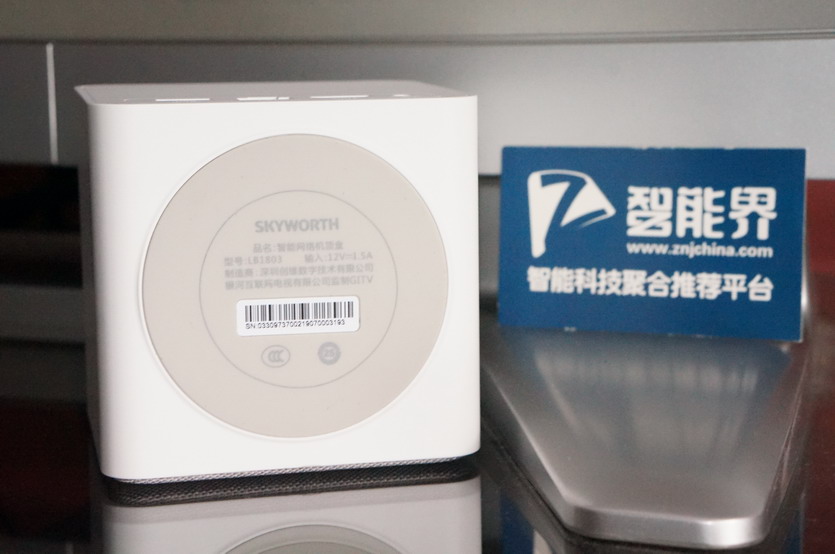 SKYWORTH
品名:智能网络机顶盒
型号:LB1803 输入:12V⎓1.5A
制造商:深圳创维数字技术有限公司
银河互联网电视有限公司监制GITV
SN:0330973700219070003193
智能界
www.znjchina.com
智能科技聚合推荐平台